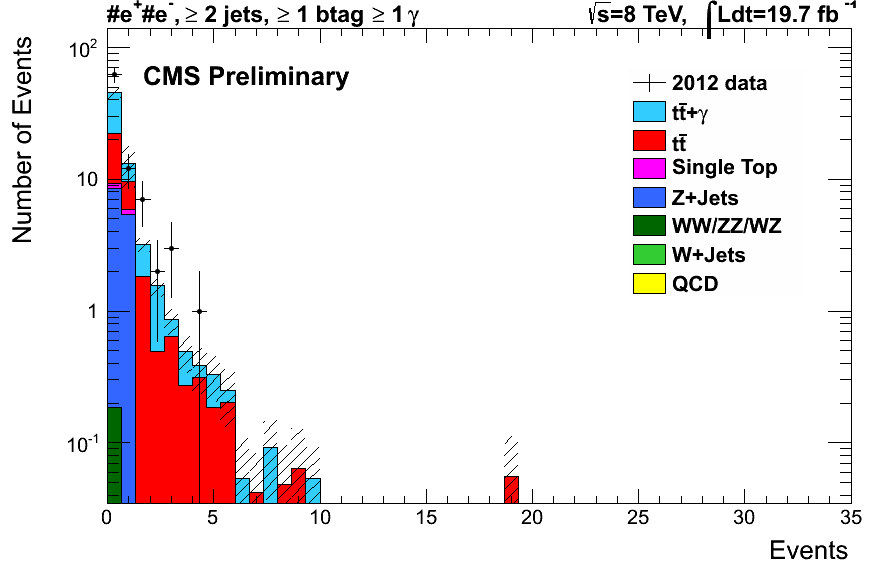 #e⁺#e⁻, ≥ 2 jets, ≥ 1 btag ≥ 1 γ
√s=8 TeV, ∫Ldt=19.7 fb⁻¹
CMS Preliminary
Number of Events
2012 data
tt̄+γ
tt̄
Single Top
Z+Jets
WW/ZZ/WZ
W+Jets
QCD
10²
10
1
10⁻¹
0 5 10 15 20 25 30 35
Events